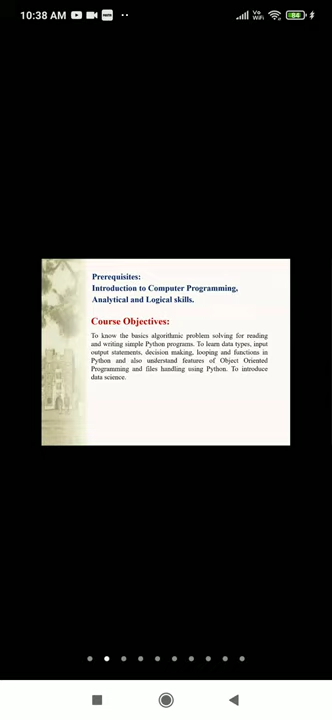 10:38 AM
Vo
WiFi
84
Prerequisites:
Introduction to Computer Programming,
Analytical and Logical skills.
Course Objectives:
To know the basics algorithmic problem solving for reading
and writing simple Python programs. To learn data types, input
output statements, decision making, looping and functions in
Python and also understand features of Object Oriented
Programming and files handling using Python. To introduce
data science.